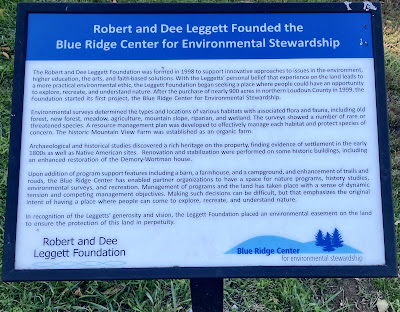 Robert and Dee Leggett Founded the
Blue Ridge Center for Environmental Stewardship
The Robert and Dee Leggett Foundation was formed in 1998 to support innovative approaches to issues in the environment,
higher education, the arts, and faith-based solutions. With the Leggetts' personal belief that experience on the land leads to
a more practical environmental ethic, the Leggett Foundation began seeking a place where people could have an opportunity
to explore, recreate, and understand nature. After the purchase of nearly 900 acres in northern Loudoun County in 1999, the
Foundation started its first project, the Blue Ridge Center for Environmental Stewardship.
Environmental surveys determined the types and locations of various habitats with associated flora and fauna, including old
forest, new forest, meadow, agriculture, mountain slope, riparian, and wetland. The surveys showed a number of rare or
threatened species. A resource management plan was developed to effectively manage each habitat and protect species of
concern. The historic Mountain View Farm was established as an organic farm.
Archaeological and historical studies discovered a rich heritage on the property, finding evidence of settlement in the early
1800s as well as Native American sites. Renovation and stabilization were performed on some historic buildings, including
an enhanced restoration of the Demory-Wortman house.
Upon addition of program support features including a barn, a farmhouse, and a campground, and enhancement of trails and
roads, the Blue Ridge Center has enabled partner organizations to have a space for nature programs, history studies,
environmental surveys, and recreation. Management of programs and the land has taken place with a sense of dynamic
tension and competing management objectives. Making such decisions can be difficult, but that emphasizes the original
intent of having a place where people can come to explore, recreate, and understand nature.
In recognition of the Leggetts' generosity and vision, the Leggett Foundation placed an environmental easement on the land
to ensure the protection of this land in perpetuity.
Robert and Dee
Leggett Foundation
Blue Ridge Center
for environmental stewardship